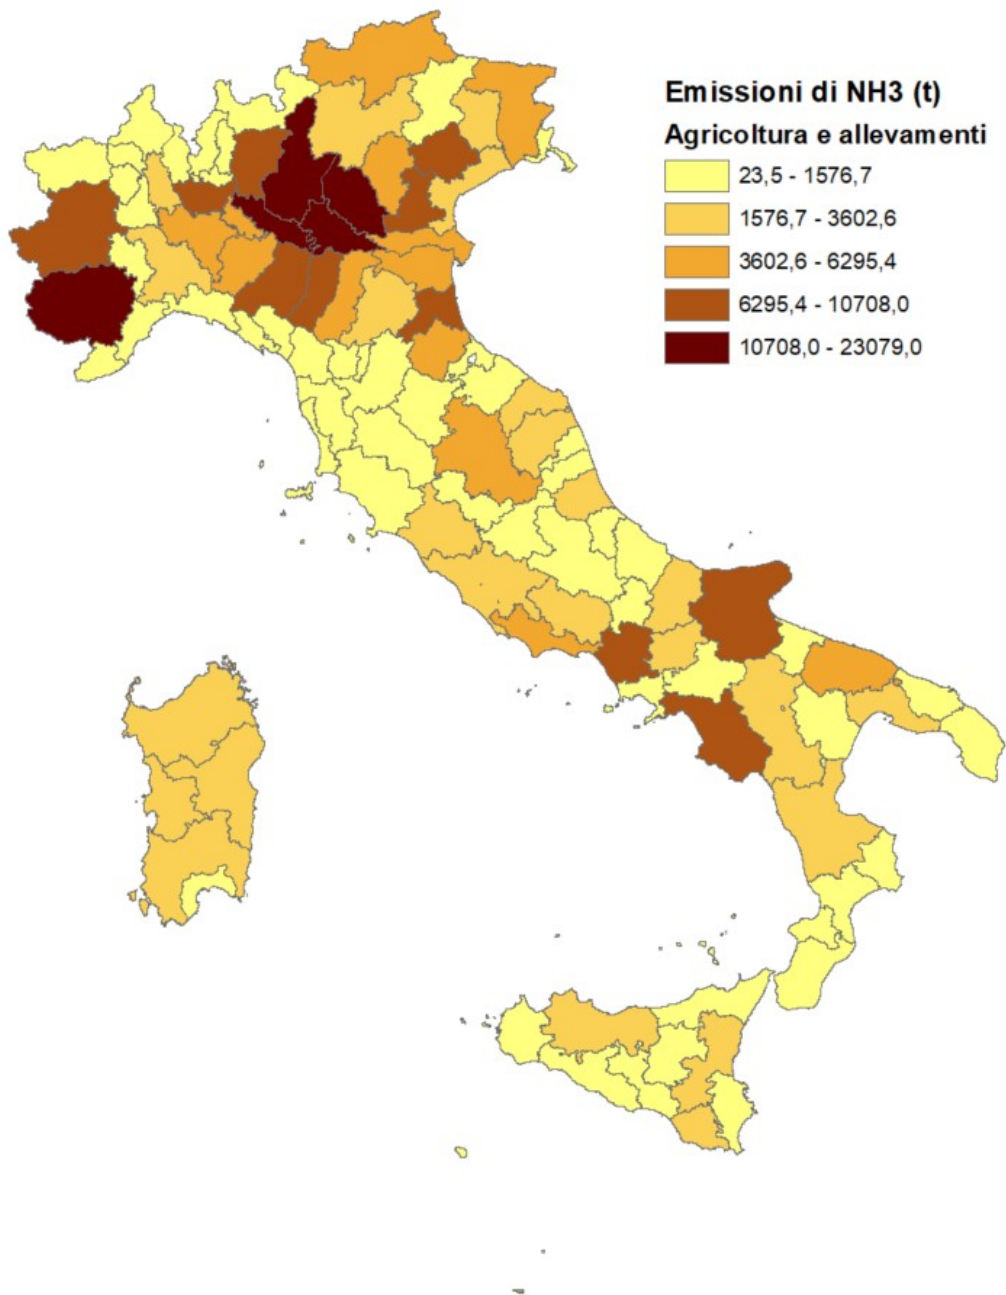 Emissioni di NH3 (t)
Agricoltura e allevamenti
23,5 - 1576,7
1576,7 - 3602,6
3602,6 - 6295,4
6295,4 - 10708,0
10708,0 - 23079,0